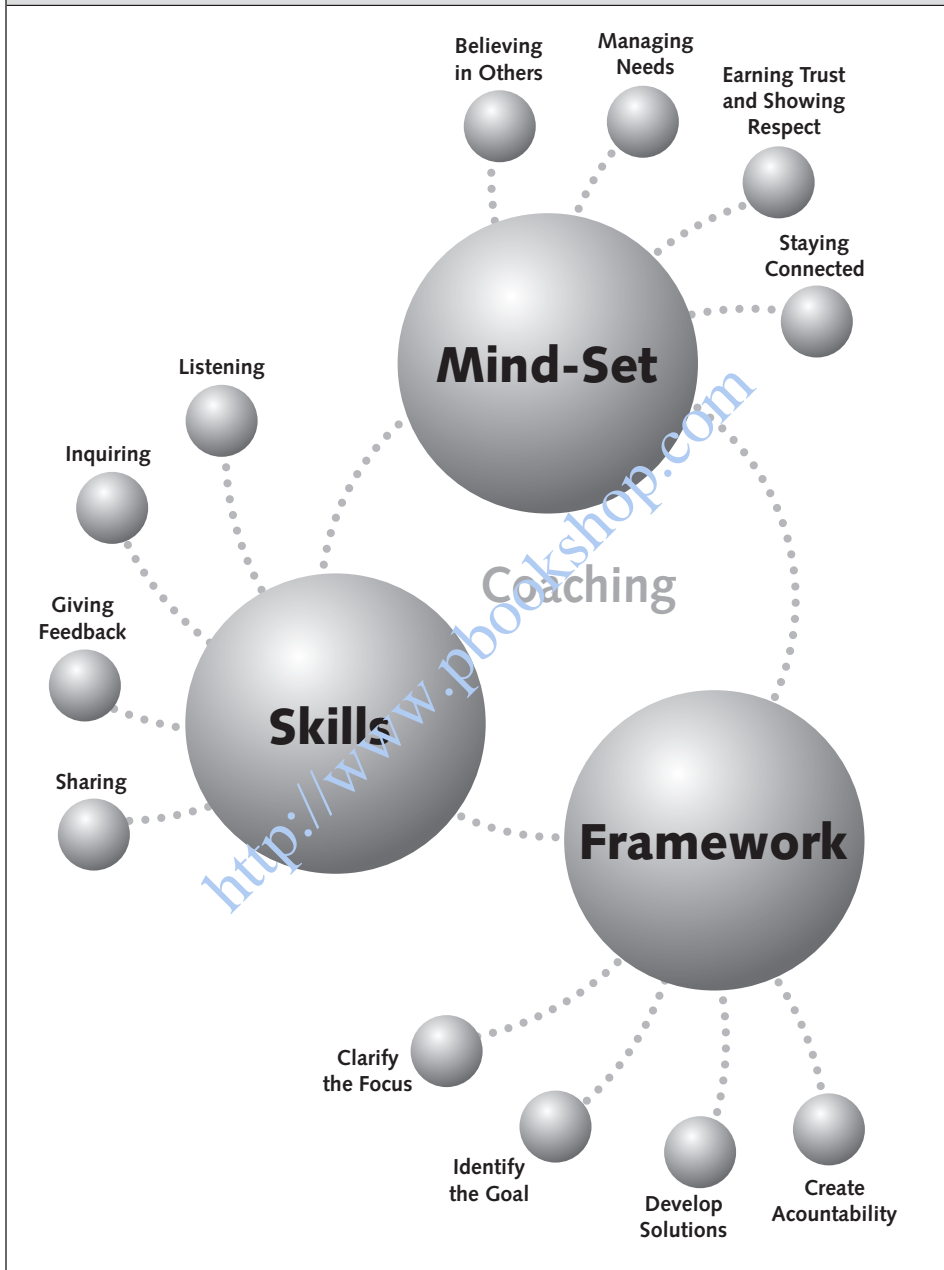 Believing
in Others
Managing
Needs
Earning Trust
and Showing
Respect
Staying
Connected
Mind-Set
Listening
Inquiring
Giving
Feedback
Sharing
Skills
Coaching
Framework
Clarify
the Focus
Identify
the Goal
Develop
Solutions
Create
Acountability
http://www.pbookshop.com